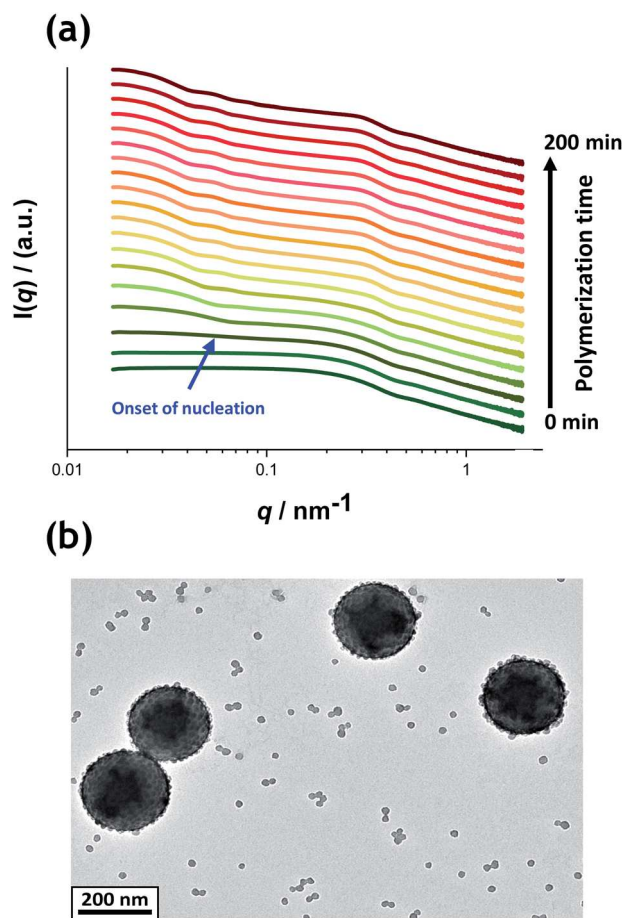 (a)
I(q) / (a.u.)
Onset of nucleation
200 min
Polymerization time
0 min
0.01
0.1
1
q / nm⁻¹
(b)
200 nm